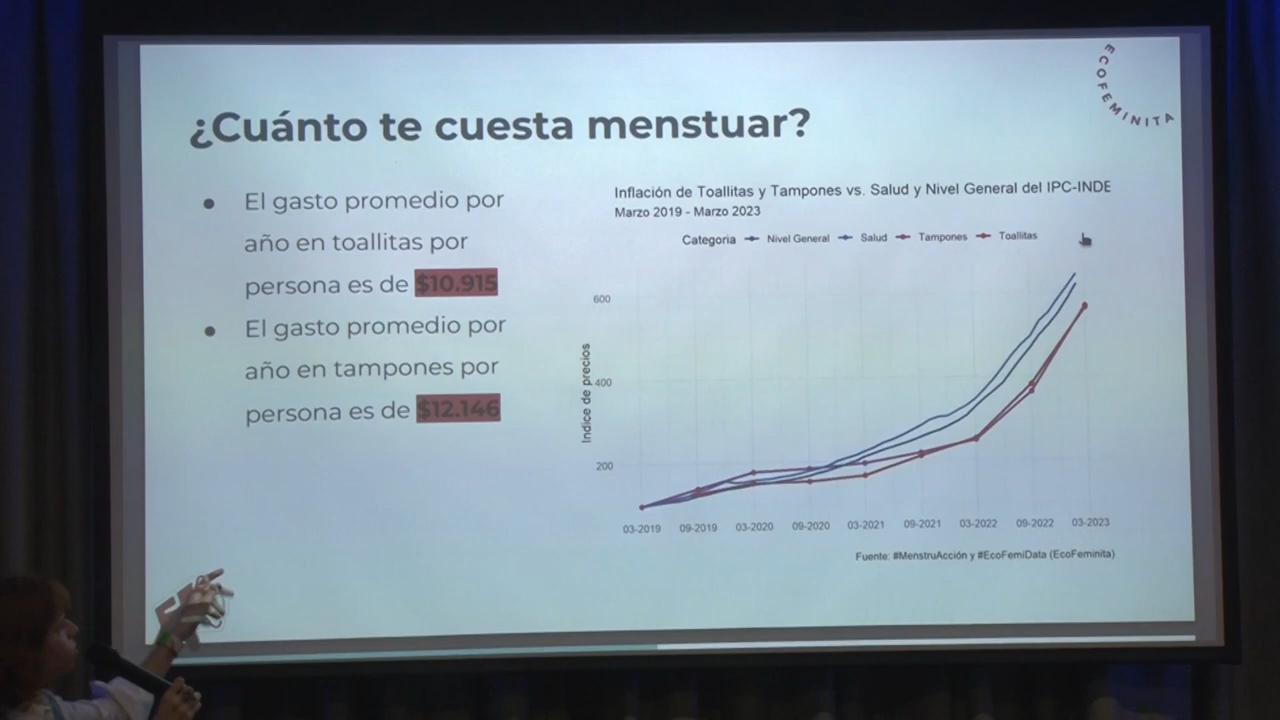 ECOFEMINITA
¿Cuánto te cuesta menstuar?
El gasto promedio por
año en toallitas por
persona es de $10.915
El gasto promedio por
año en tampones por
persona es de $12.146
Inflación de Toallitas y Tampones vs. Salud y Nivel General del IPC-INDE
Marzo 2019 - Marzo 2023
Categoria Nivel General Salud Tampones Toallitas
Indice de precios
600
400
200
03-2019 09-2019 03-2020 09-2020 03-2021 09-2021 03-2022 09-2022 03-2023
Fuente: #MenstruAcción y #EcoFemiData (EcoFeminita)